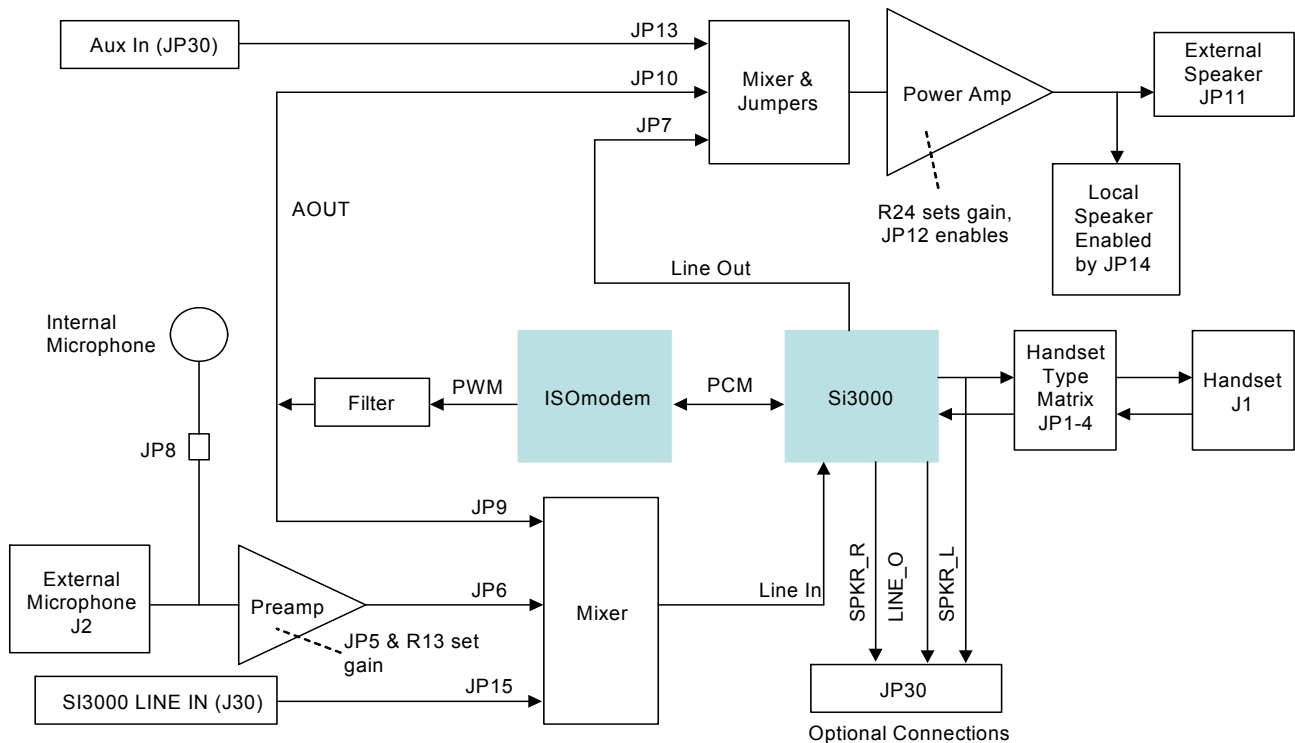 Aux In (JP30)
JP13
JP10
JP7
Mixer &
Jumpers
Power Amp
External
Speaker
JP11
R24 sets gain,
JP12 enables
Local
Speaker
Enabled
by JP14
AOUT
Line Out
Internal
Microphone
JP8
Filter
PWM
ISOmodem
PCM
Si3000
Handset
Type
Matrix
JP1-4
Handset
J1
JP9
JP6
JP15
External
Microphone
J2
Preamp
JP5 & R13 set
gain
Mixer
Line In
SPKR_R
LINE_O
SPKR_L
SI3000 LINE IN (J30)
JP30
Optional Connections